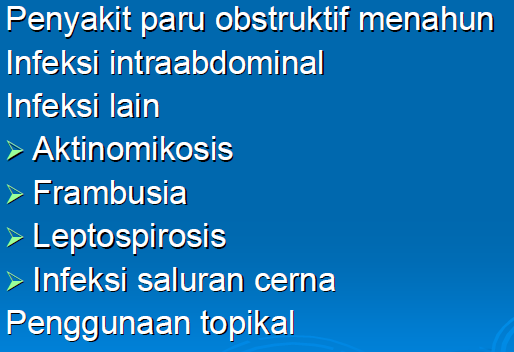 Penyakit paru obstruktif menahun
Infeksi intraabdominal
Infeksi lain
➢ Aktinomikosis
➢ Frambusia
➢ Leptospirosis
➢ Infeksi saluran cerna
Penggunaan topikal